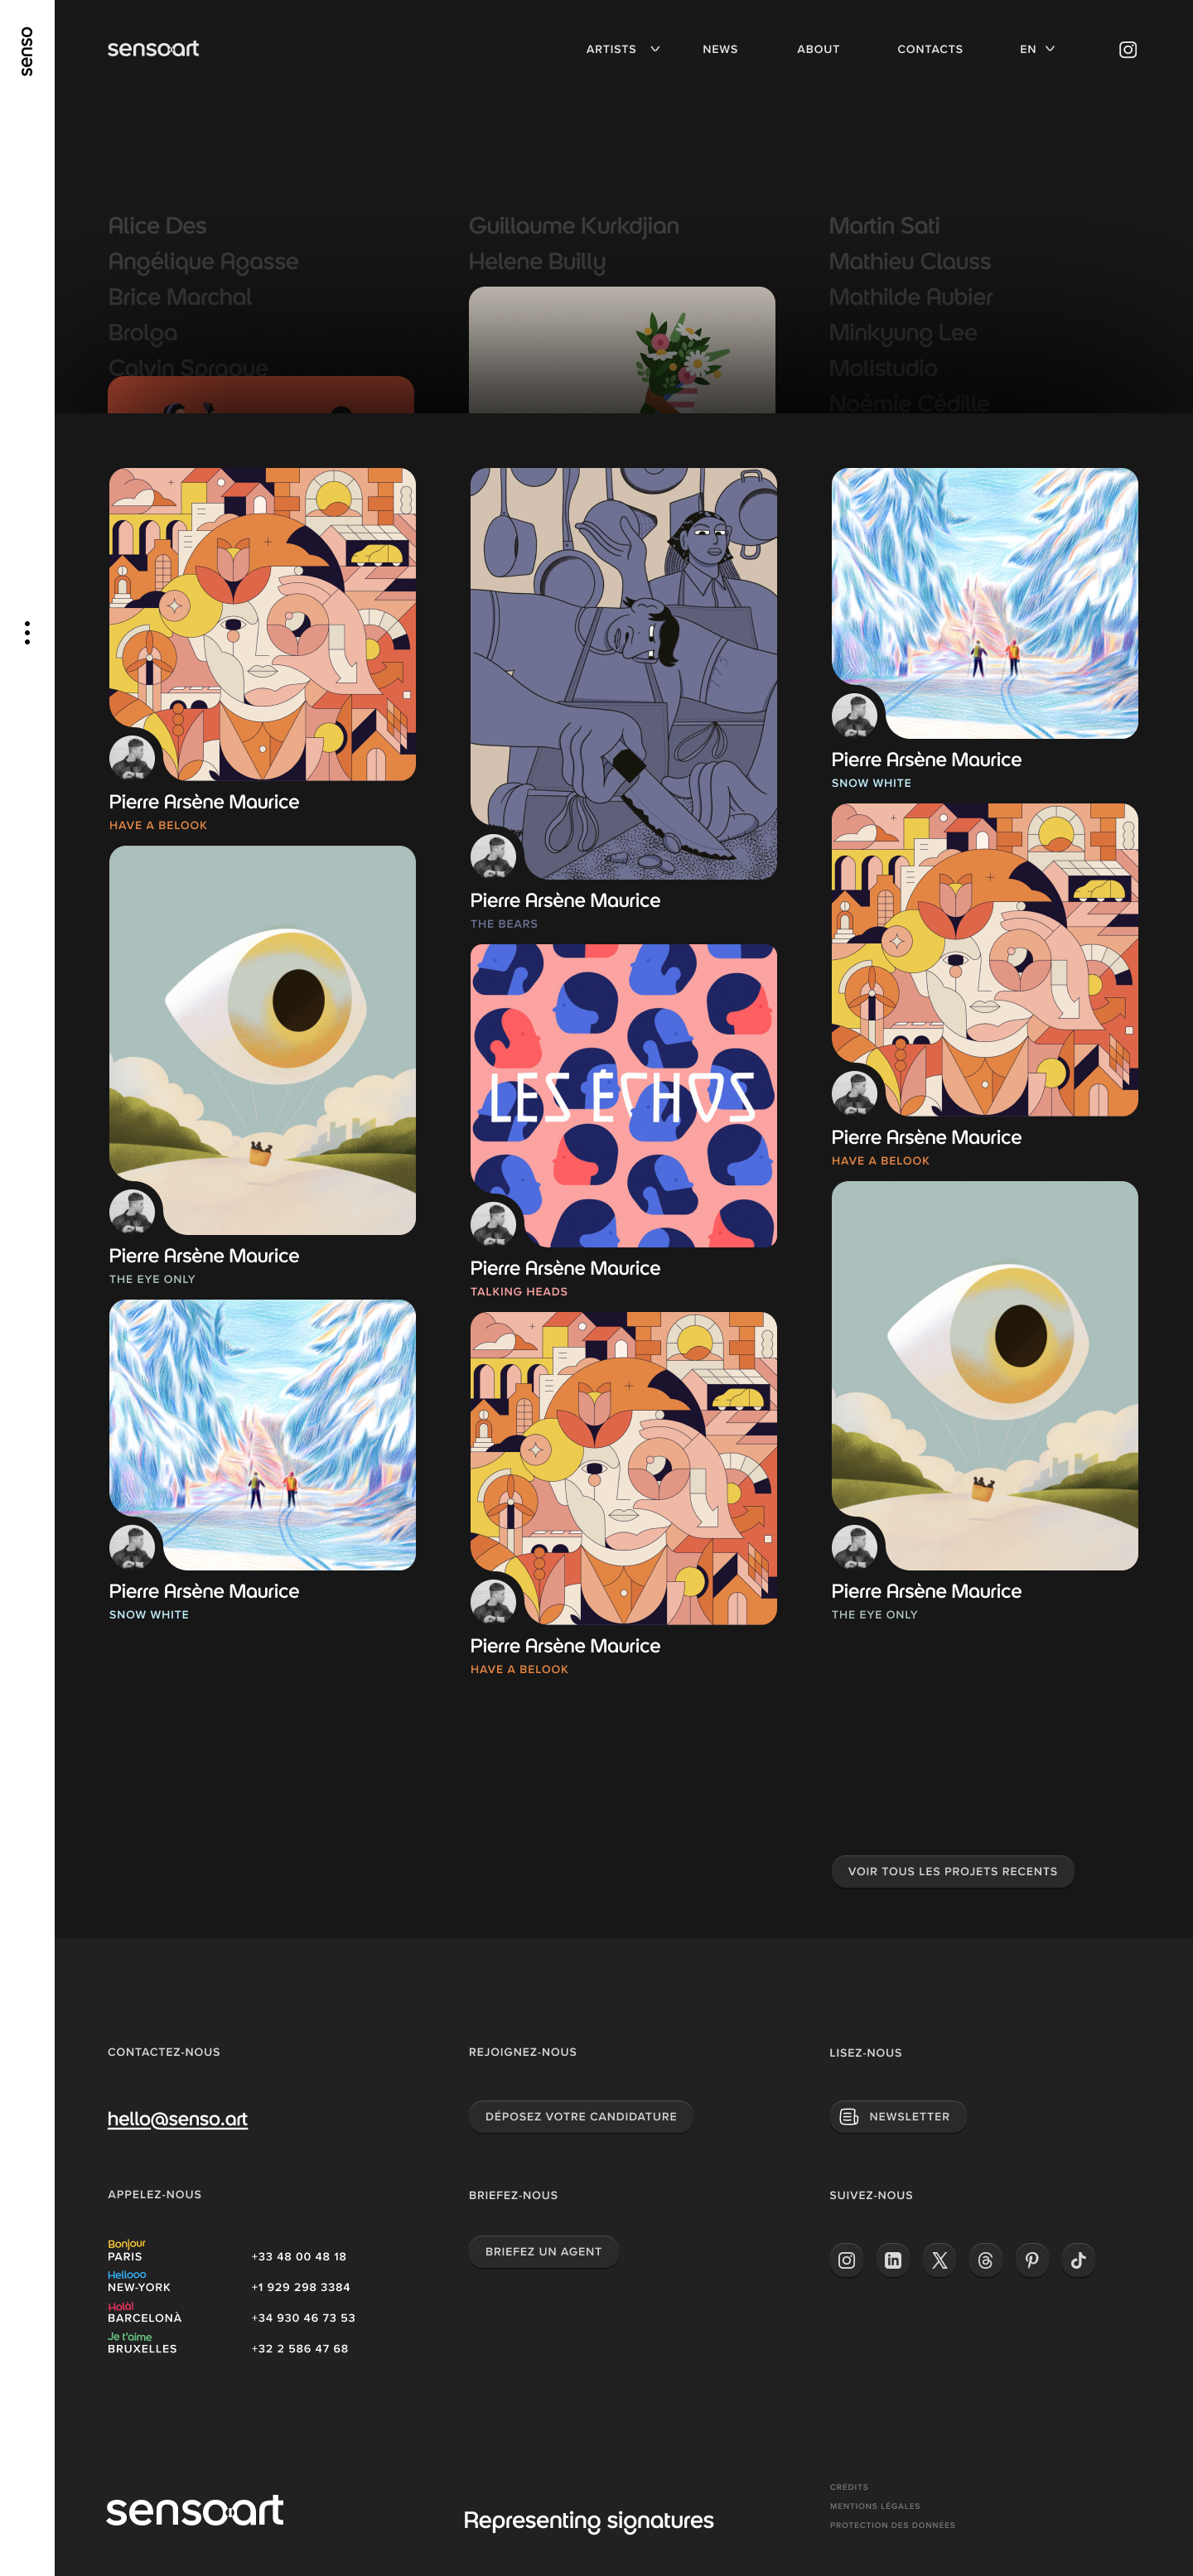 senso
sensoart
ARTISTS
NEWS
ABOUT
CONTACTS
EN
Alice Des
Angélique Agasse
Brice Marchal
Brolga
Calvin Sprague
Guillaume Kurkdjian
Helene Builly
Martin Sati
Mathieu Clauss
Mathilde Aubier
Minkyung Lee
Molistudio
Noémie Cédille
Pierre Arsène Maurice
HAVE A BELOOK
Pierre Arsène Maurice
THE EYE ONLY
Pierre Arsène Maurice
SNOW WHITE
Pierre Arsène Maurice
THE BEARS
LES ÉCHOS
Pierre Arsène Maurice
TALKING HEADS
Pierre Arsène Maurice
HAVE A BELOOK
Pierre Arsène Maurice
SNOW WHITE
Pierre Arsène Maurice
HAVE A BELOOK
Pierre Arsène Maurice
THE EYE ONLY
VOIR TOUS LES PROJETS RECENTS
CONTACTEZ-NOUS
hello@senso.art
REJOIGNEZ-NOUS
DÉPOSEZ VOTRE CANDIDATURE
LISEZ-NOUS
NEWSLETTER
APPELEZ-NOUS
Bonjour
PARIS +33 48 00 48 18
Hellooo
NEW-YORK +1 929 298 3384
Holà!
BARCELONÀ +34 930 46 73 53
Je t'aime
BRUXELLES +32 2 586 47 68
BRIEFEZ-NOUS
BRIEFEZ UN AGENT
SUIVEZ-NOUS
sensoart
Representing signatures
CRÉDITS
MENTIONS LÉGALES
PROTECTION DES DONNÉES